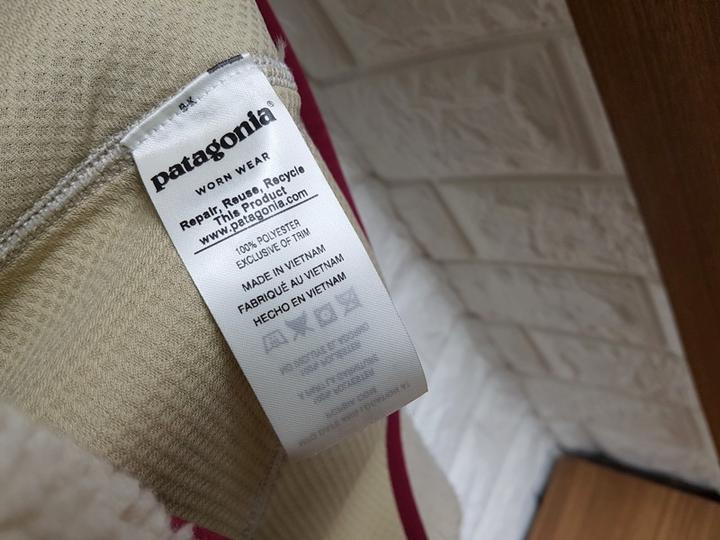 B-K
patagonia®
WORN WEAR
Repair, Reuse, Recycle
This Product
www.patagonia.com
100% POLYESTER
EXCLUSIVE OF TRIM
MADE IN VIETNAM
FABRIQUÉ AU VIETNAM
HECHO EN VIETNAM